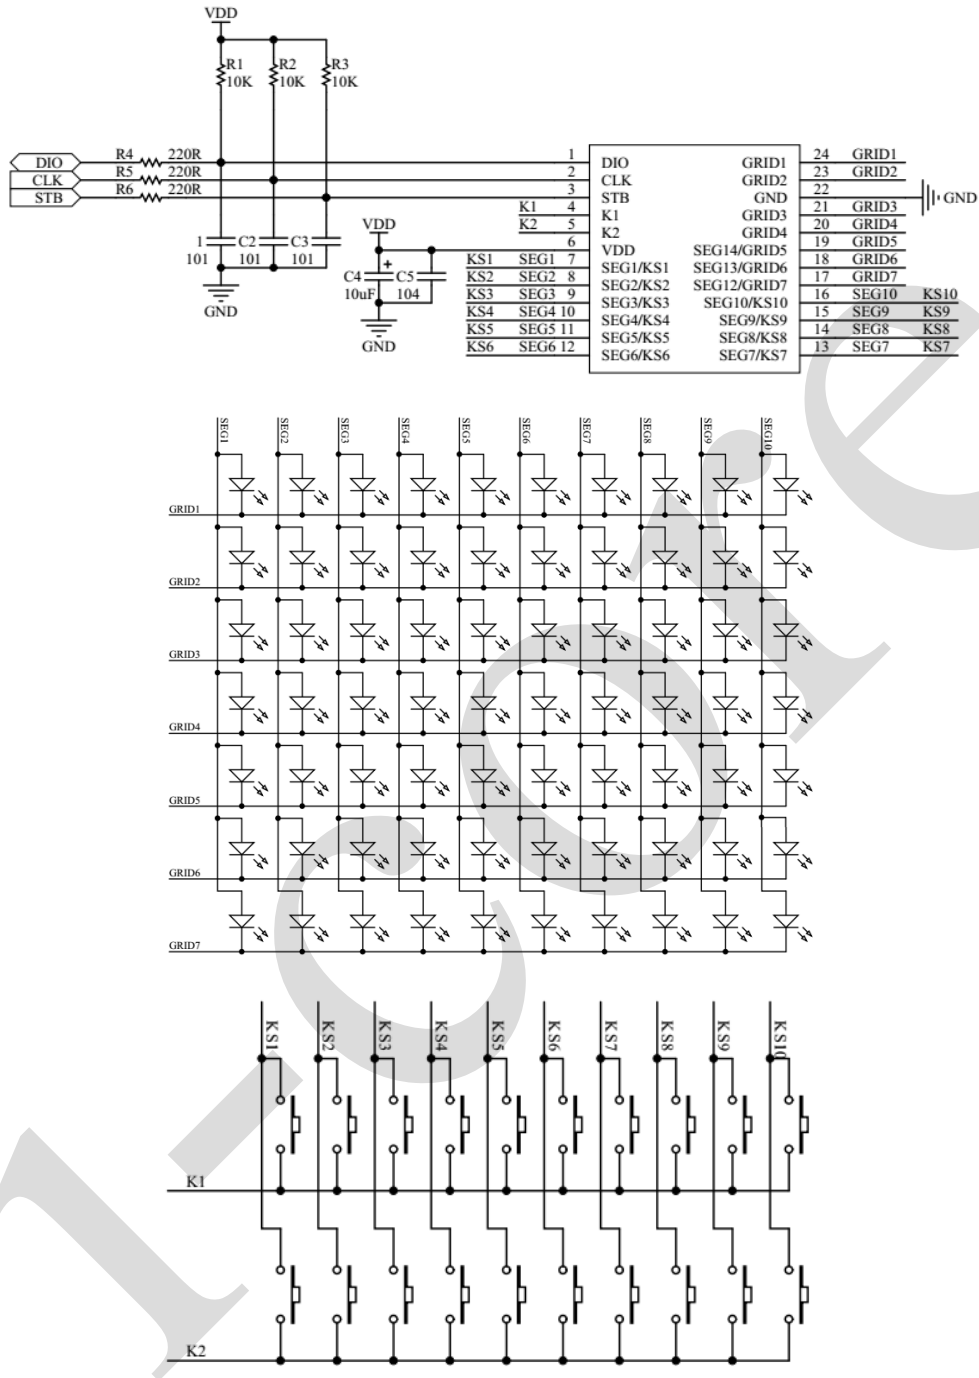 VDD
R1 10K R2 10K R3 10K
DIO R4 220R
CLK R5 220R
STB R6 220R
1 101 C2 101 C3 101
GND
VDD
C4 10uF C5 104
GND
K1 4 K1
K2 5 K2
1 DIO
2 CLK
3 STB
6 VDD
KS1 SEG1 7 SEG1/KS1
KS2 SEG2 8 SEG2/KS2
KS3 SEG3 9 SEG3/KS3
KS4 SEG4 10 SEG4/KS4
KS5 SEG5 11 SEG5/KS5
KS6 SEG6 12 SEG6/KS6
GRID1 24 GRID1
GRID2 23 GRID2
GND 22 GND
GRID3 21 GRID3
GRID4 20 GRID4
SEG14/GRID5 19 GRID5
SEG13/GRID6 18 GRID6
SEG12/GRID7 17 GRID7
SEG10/KS10 16 SEG10 KS10
SEG9/KS9 15 SEG9 KS9
SEG8/KS8 14 SEG8 KS8
SEG7/KS7 13 SEG7 KS7
SEG1 SEG2 SEG3 SEG4 SEG5 SEG6 SEG7 SEG8 SEG9 SEG10
GRID1
GRID2
GRID3
GRID4
GRID5
GRID6
GRID7
KS1 KS2 KS3 KS4 KS5 KS6 KS7 KS8 KS9 KS10
K1
K2